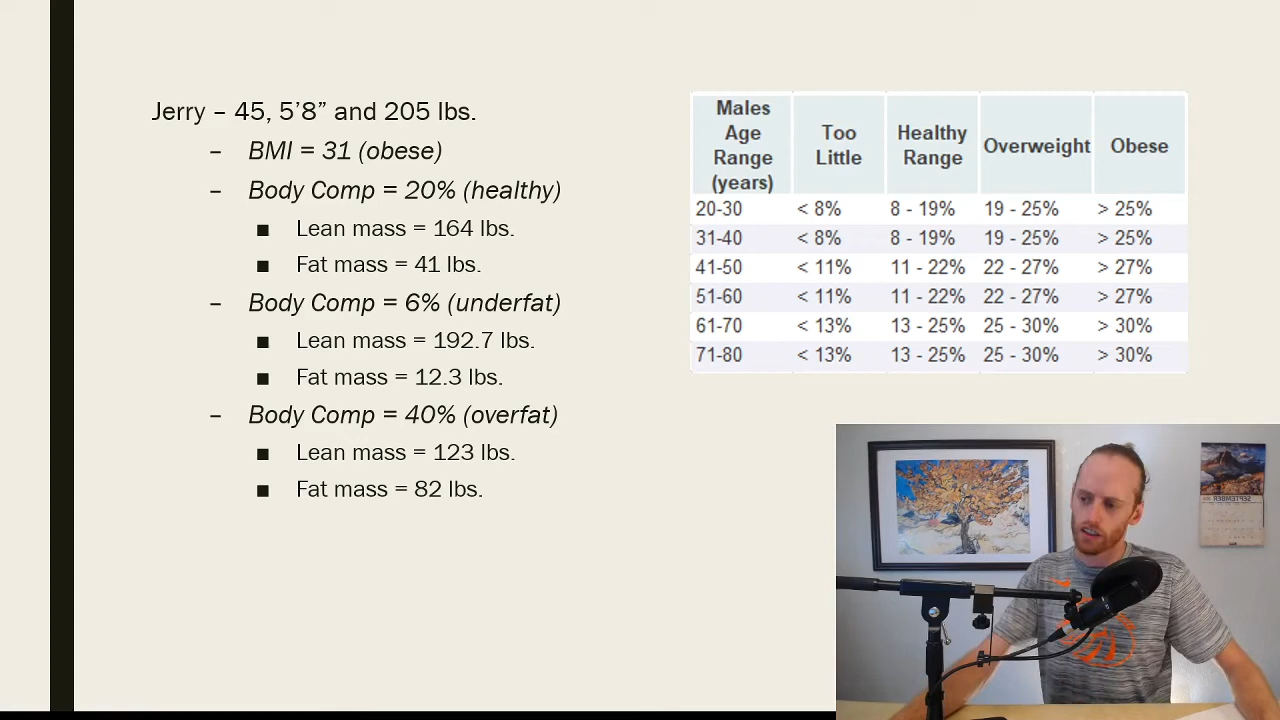 Jerry – 45, 5’8” and 205 lbs.
– BMI = 31 (obese)
– Body Comp = 20% (healthy)
■ Lean mass = 164 lbs.
■ Fat mass = 41 lbs.
– Body Comp = 6% (underfat)
■ Lean mass = 192.7 lbs.
■ Fat mass = 12.3 lbs.
– Body Comp = 40% (overfat)
■ Lean mass = 123 lbs.
■ Fat mass = 82 lbs.
Males Age Range (years) Too Little Healthy Range Overweight Obese
20-30 < 8% 8 - 19% 19 - 25% > 25%
31-40 < 8% 8 - 19% 19 - 25% > 25%
41-50 < 11% 11 - 22% 22 - 27% > 27%
51-60 < 11% 11 - 22% 22 - 27% > 27%
61-70 < 13% 13 - 25% 25 - 30% > 30%
71-80 < 13% 13 - 25% 25 - 30% > 30%
SEPTEMBER